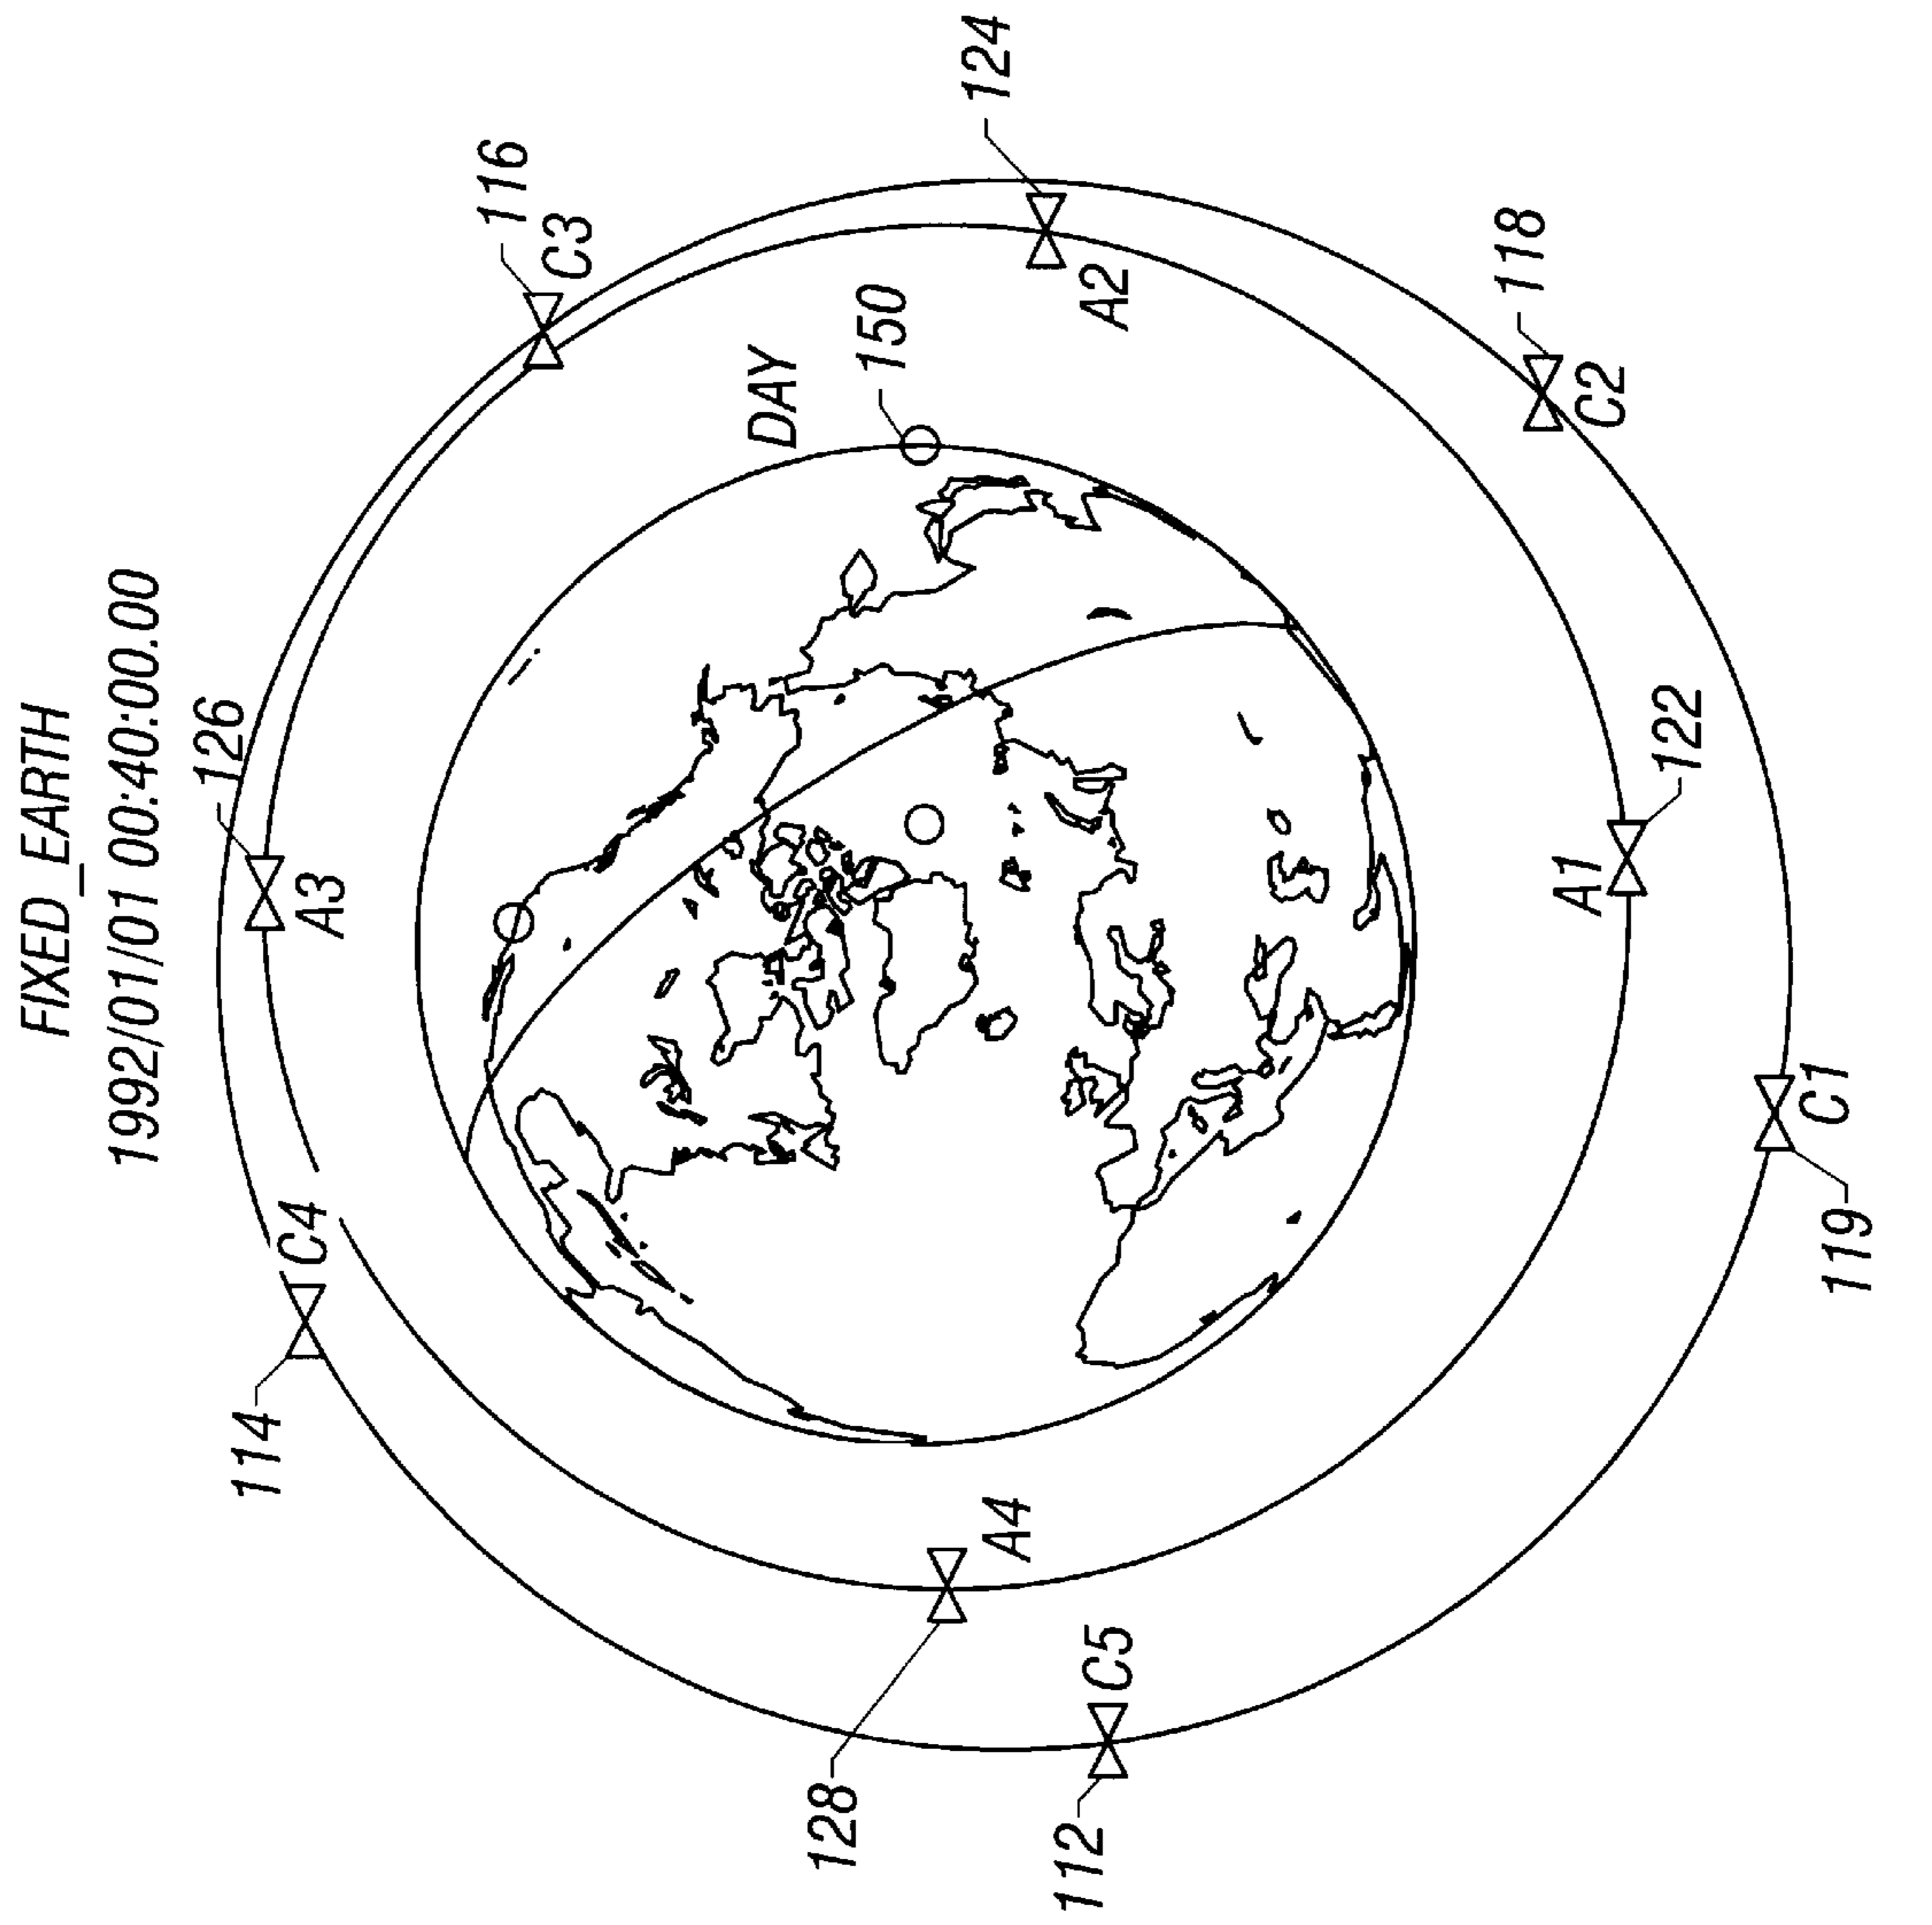 FIXED_EARTH
1992/01/01 00:40:00.00
114
C4
126
A3
116
C3
DAY
150
124
A2
118
C2
128
A4
112
C5
A1
122
C1
119